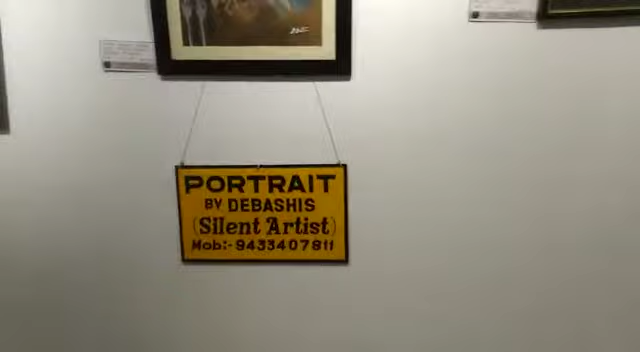 PORTRAIT
BY DEBASHIS
(Silent Artist)
Mob:- 9433407811